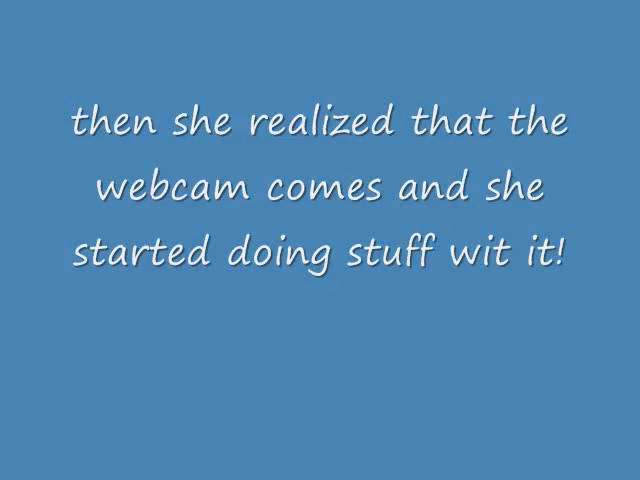 then she realized that the
webcam comes and she
started doing stuff wit it!